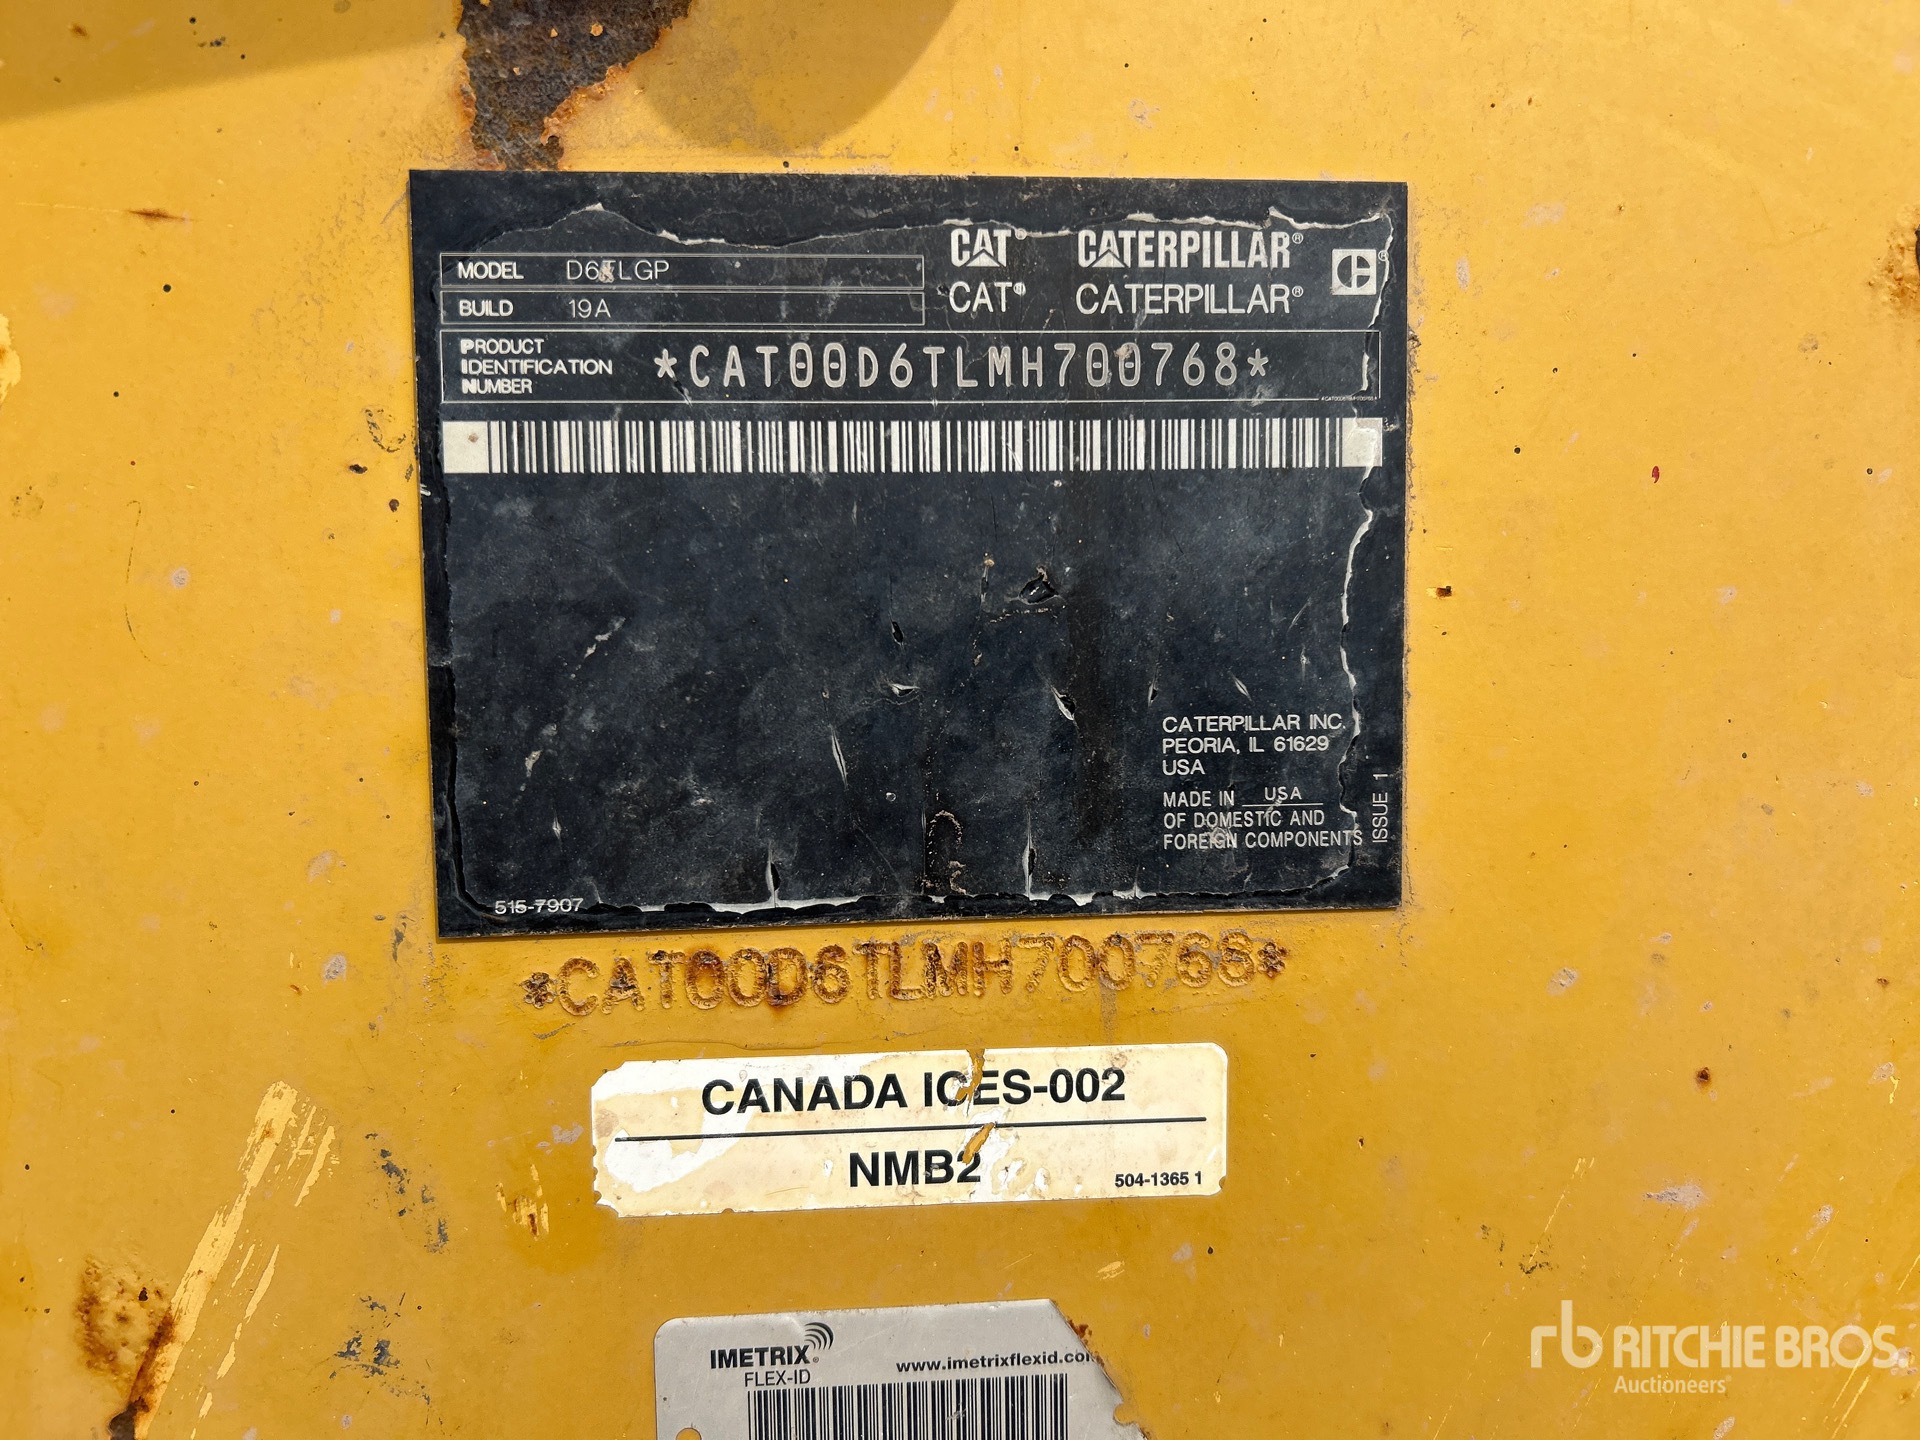 CAT® CATERPILLAR®
MODEL D6TLGP
CAT® CATERPILLAR®
BUILD 19A
PRODUCT IDENTIFICATION NUMBER *CAT00D6TLMH700768*
CATERPILLAR INC.
PEORIA, IL 61629
USA
MADE IN USA
OF DOMESTIC AND
FOREIGN COMPONENTS
ISSUE 1
515-7907
*CAT00D6TLMH700768*
CANADA ICES-002
NMB2 504-1365 1
IMETRIX® www.imetrixflexid.com
FLEX-ID
rb RITCHIE BROS.
Auctioneers®